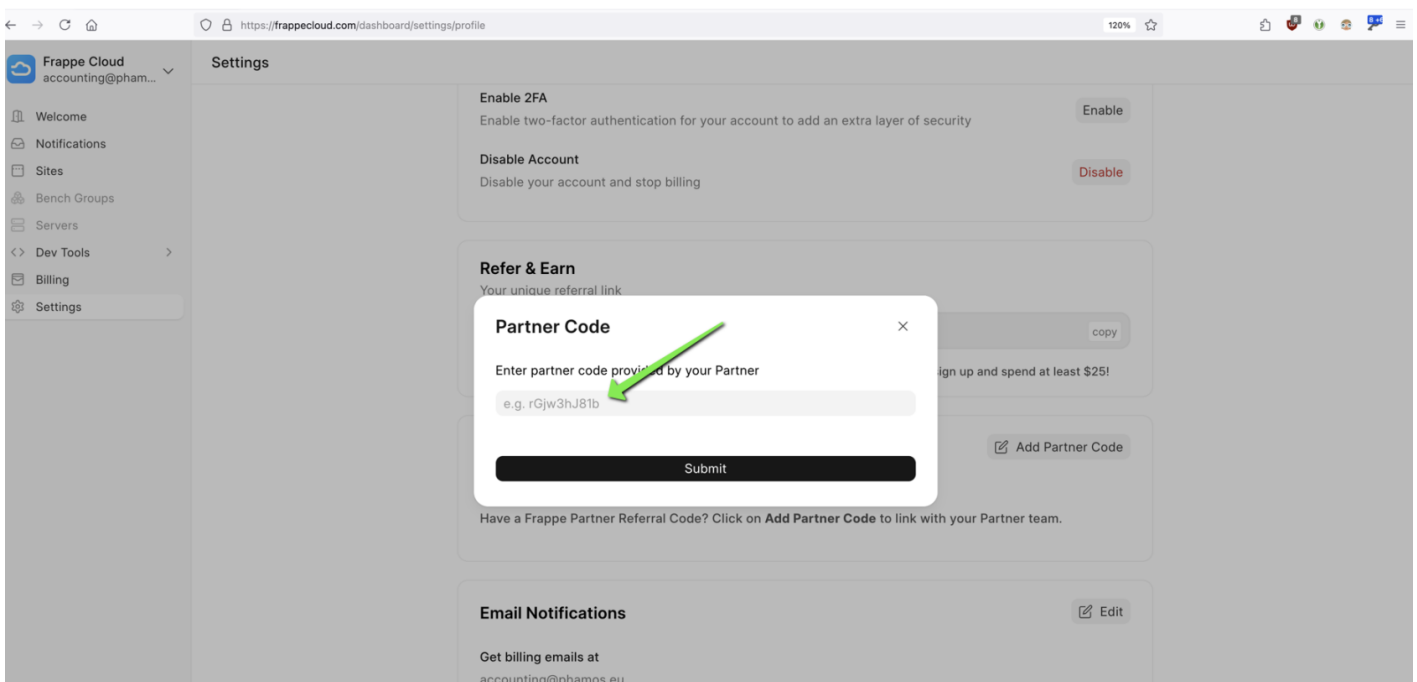 https://frappecloud.com/dashboard/settings/profile
120%
Frappe Cloud
accounting@pham...
Welcome
Notifications
Sites
Bench Groups
Servers
Dev Tools
Billing
Settings
Settings
Enable 2FA
Enable two-factor authentication for your account to add an extra layer of security
Enable
Disable Account
Disable your account and stop billing
Disable
Refer & Earn
Your unique referral link
copy
ign up and spend at least $25!
Partner Code
Enter partner code provided by your Partner
e.g. rGjw3hJ81b
Submit
Add Partner Code
Have a Frappe Partner Referral Code? Click on Add Partner Code to link with your Partner team.
Email Notifications
Edit
Get billing emails at
accounting@phamos.eu